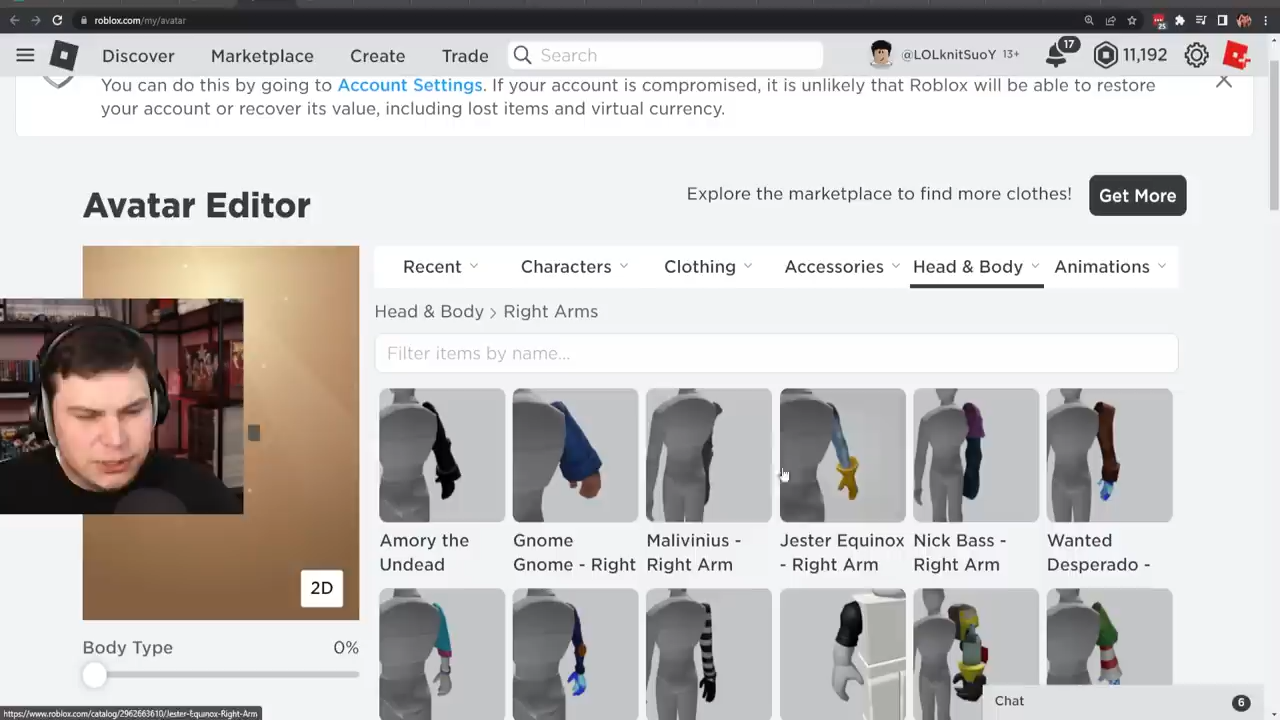 roblox.com/my/avatar
25
Discover
Marketplace
Create
Trade
Search
@LOLknitSuoY 13+
17
11,192
You can do this by going to Account Settings. If your account is compromised, it is unlikely that Roblox will be able to restore
your account or recover its value, including lost items and virtual currency.
Avatar Editor
Explore the marketplace to find more clothes!
Get More
Recent
Characters
Clothing
Accessories
Head & Body
Animations
Head & Body > Right Arms
Filter items by name...
Amory the
Undead
Gnome
Gnome - Right
Malivinius -
Right Arm
Jester Equinox
- Right Arm
Nick Bass -
Right Arm
Wanted
Desperado -
2D
Body Type
0%
Chat
6
https://www.roblox.com/catalog/2962663610/Jester-Equinox-Right-Arm